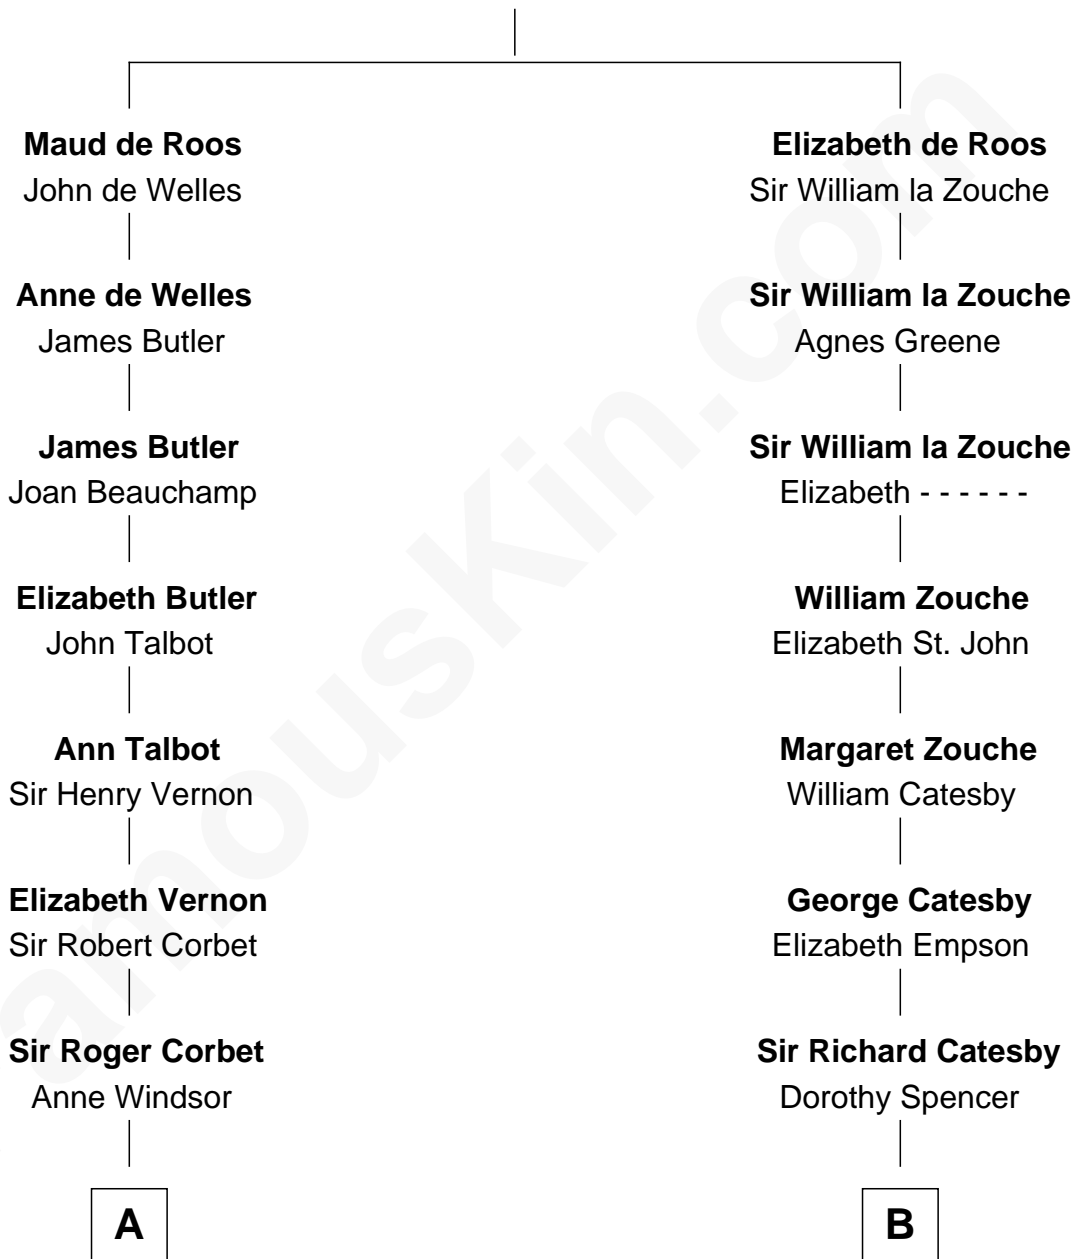 Maud de Roos
John de Welles
Anne de Welles
James Butler
James Butler
Joan Beauchamp
Elizabeth Butler
John Talbot
Ann Talbot
Sir Henry Vernon
Elizabeth Vernon
Sir Robert Corbet
Sir Roger Corbet
Anne Windsor
A
Elizabeth de Roos
Sir William la Zouche
Sir William la Zouche
Agnes Greene
Sir William la Zouche
Elizabeth - - - - - -
William Zouche
Elizabeth St. John
Margaret Zouche
William Catesby
George Catesby
Elizabeth Empson
Sir Richard Catesby
Dorothy Spencer
B
amouskin.com